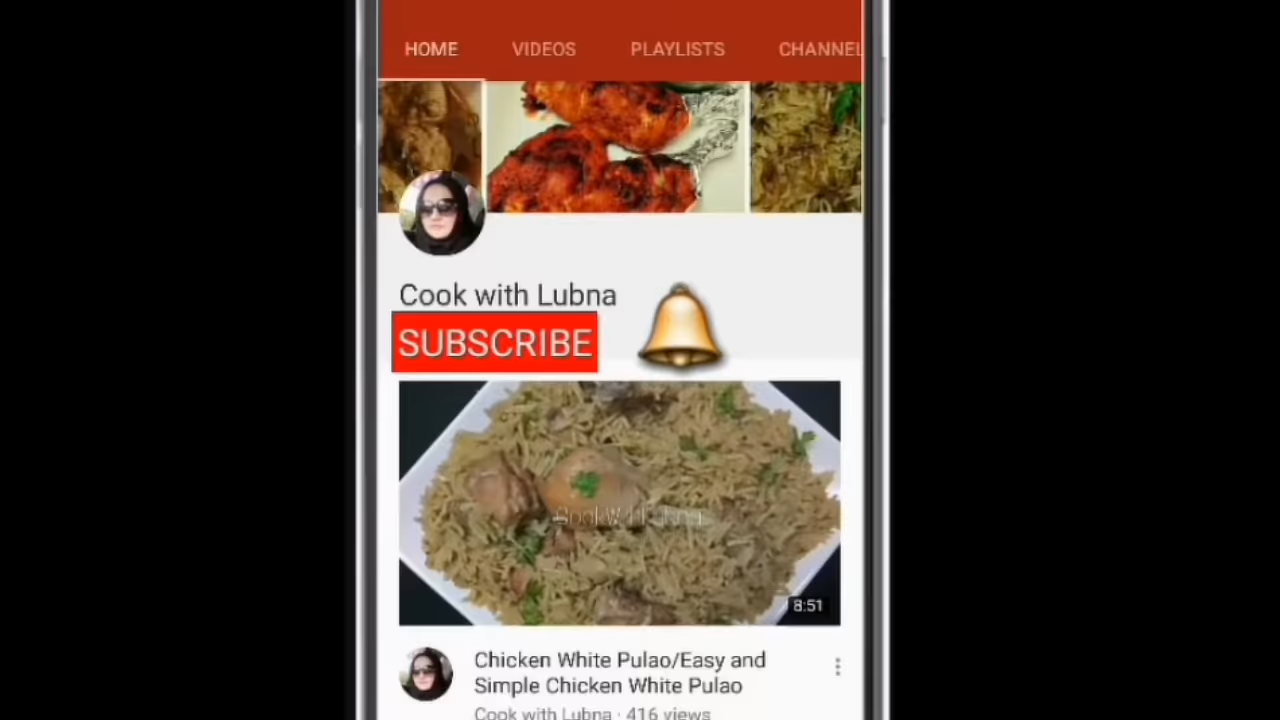 HOME VIDEOS PLAYLISTS CHANNEL
Cook with Lubna
SUBSCRIBE
CookWithLubna
8:51
Chicken White Pulao/Easy and
Simple Chicken White Pulao
Cook with Lubna · 416 views